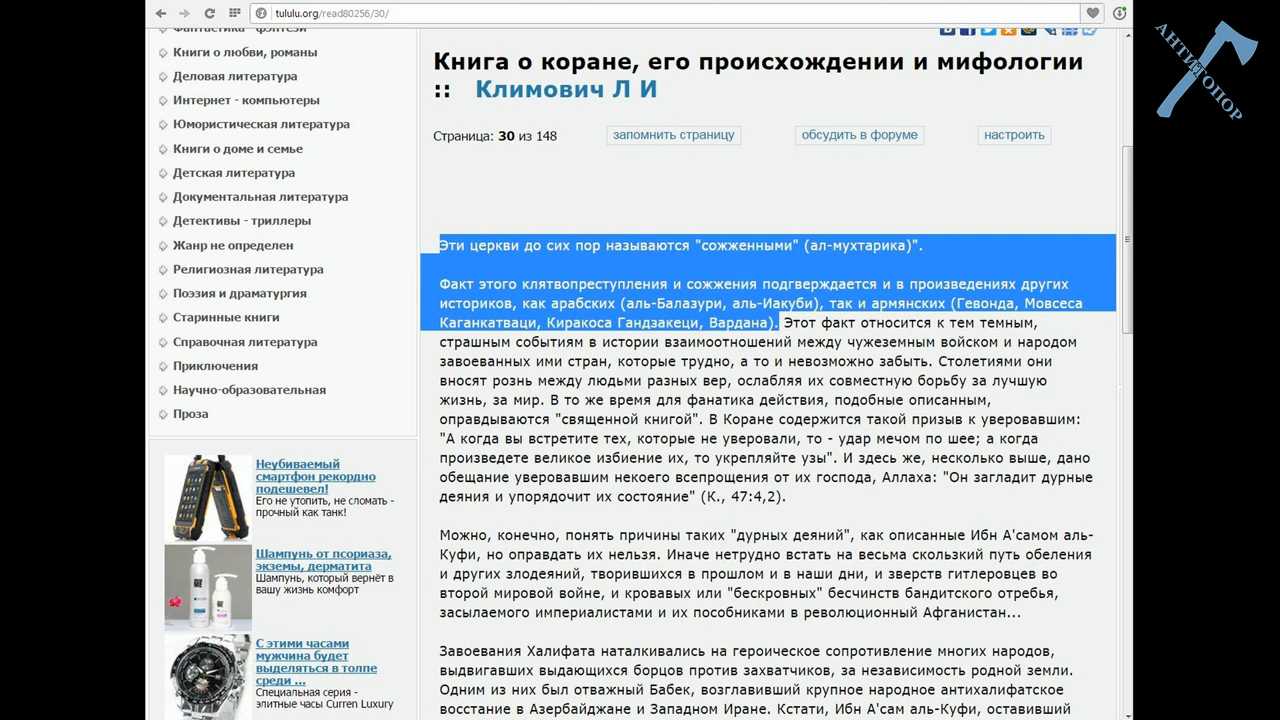 tululu.org/read80256/30/
АНТИТОПОР
Фантастика - фэнтези
Книги о любви, романы
Деловая литература
Интернет - компьютеры
Юмористическая литература
Книги о доме и семье
Детская литература
Документальная литература
Детективы - триллеры
Жанр не определен
Религиозная литература
Поэзия и драматургия
Старинные книги
Справочная литература
Приключения
Научно-образовательная
Проза
Неубиваемый
смартфон рекордно
подешевел!
Его не утопить, не сломать -
прочный как танк!
Шампунь от псориаза,
экземы, дерматита
Шампунь, который вернёт в
вашу жизнь комфорт
С этими часами
мужчина будет
выделяться в толпе
среди ...
Специальная серия -
элитные часы Curren Luxury
Книга о коране, его происхождении и мифологии
:: Климович Л И
Страница: 30 из 148
запомнить страницу
обсудить в форуме
настроить
Эти церкви до сих пор называются "сожженными" (ал-мухтарика)".
Факт этого клятвопреступления и сожжения подтверждается и в произведениях других
историков, как арабских (аль-Балазури, аль-Иакуби), так и армянских (Гевонда, Мовсеса
Каганкатваци, Киракоса Гандзакеци, Вардана). Этот факт относится к тем темным,
страшным событиям в истории взаимоотношений между чужеземным войском и народом
завоеванных ими стран, которые трудно, а то и невозможно забыть. Столетиями они
вносят рознь между людьми разных вер, ослабляя их совместную борьбу за лучшую
жизнь, за мир. В то же время для фанатика действия, подобные описанным,
оправдываются "священной книгой". В Коране содержится такой призыв к уверовавшим:
"А когда вы встретите тех, которые не уверовали, то - удар мечом по шее; а когда
произведете великое избиение их, то укрепляйте узы". И здесь же, несколько выше, дано
обещание уверовавшим некоего всепрощения от их господа, Аллаха: "Он загладит дурные
деяния и упорядочит их состояние" (К., 47:4,2).
Можно, конечно, понять причины таких "дурных деяний", как описанные Ибн А'самом аль-
Куфи, но оправдать их нельзя. Иначе нетрудно встать на весьма скользкий путь обеления
и других злодеяний, творившихся в прошлом и в наши дни, и зверств гитлеровцев во
второй мировой войне, и кровавых или "бескровных" бесчинств бандитского отребья,
засылаемого империалистами и их пособниками в революционный Афганистан...
Завоевания Халифата наталкивались на героическое сопротивление многих народов,
выдвигавших выдающихся борцов против захватчиков, за независимость родной земли.
Одним из них был отважный Бабек, возглавивший крупное народное антихалифатское
восстание в Азербайджане и Западном Иране. Кстати, Ибн А'сам аль-Куфи, оставивший